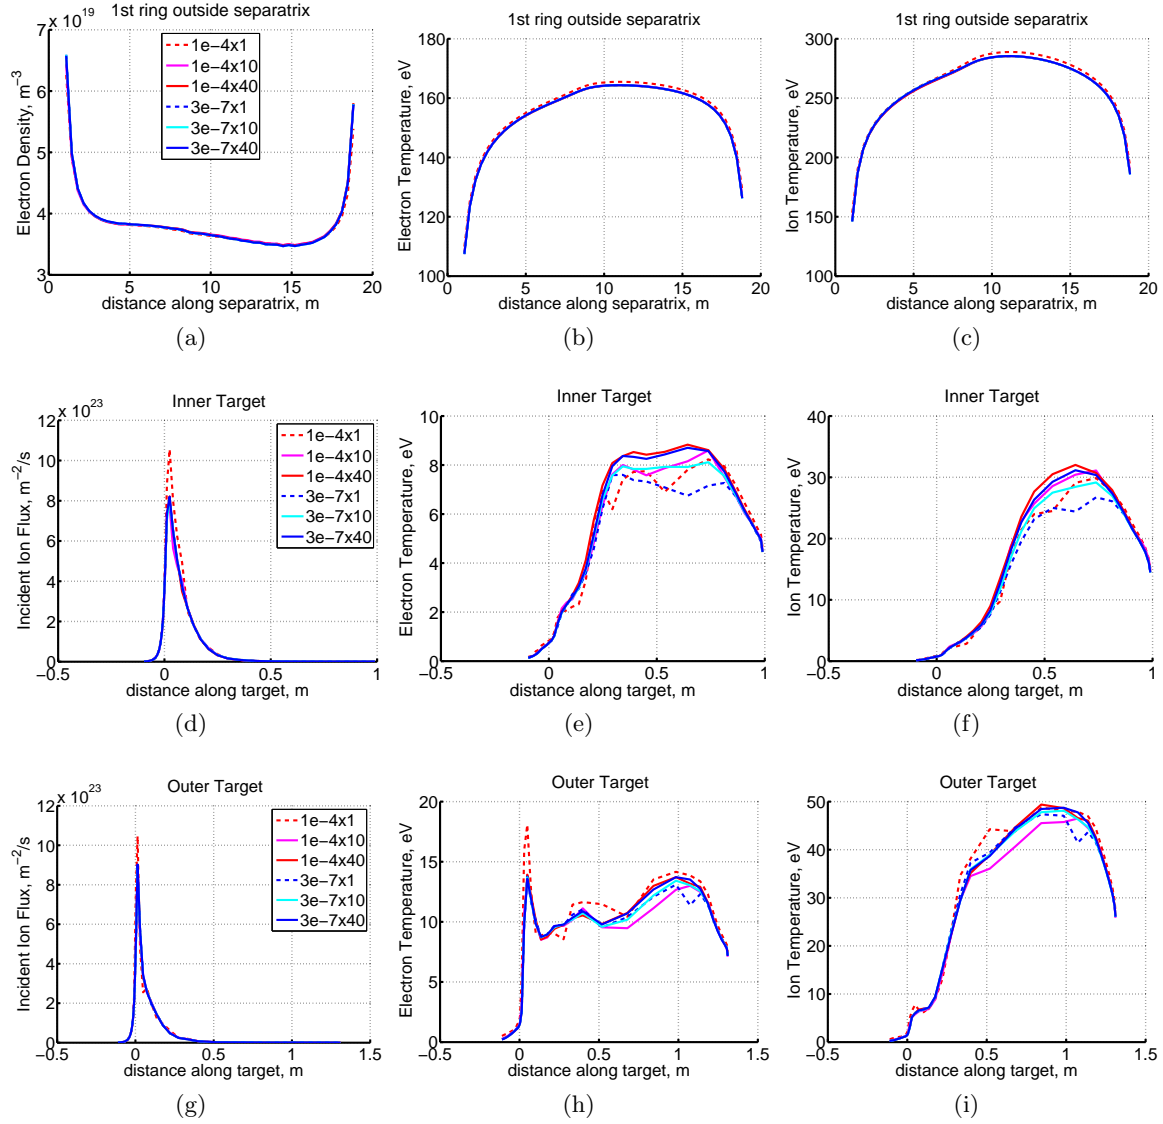 1st ring outside separatrix
x 10^19
7
6
5
4
3
Electron Density, m^−3
1e−4x1
1e−4x10
1e−4x40
3e−7x1
3e−7x10
3e−7x40
0 5 10 15 20
distance along separatrix, m
(a)
1st ring outside separatrix
180
160
140
120
100
Electron Temperature, eV
0 5 10 15 20
distance along separatrix, m
(b)
1st ring outside separatrix
300
250
200
150
100
Ion Temperature, eV
0 5 10 15 20
distance along separatrix, m
(c)
Inner Target
x 10^23
12
10
8
6
4
2
0
Incident Ion Flux, m^−2/s
1e−4x1
1e−4x10
1e−4x40
3e−7x1
3e−7x10
3e−7x40
−0.5 0 0.5 1
distance along target, m
(d)
Inner Target
10
8
6
4
2
0
Electron Temperature, eV
−0.5 0 0.5 1
distance along target, m
(e)
Inner Target
40
30
20
10
0
Ion Temperature, eV
−0.5 0 0.5 1
distance along target, m
(f)
Outer Target
x 10^23
12
10
8
6
4
2
0
Incident Ion Flux, m^−2/s
1e−4x1
1e−4x10
1e−4x40
3e−7x1
3e−7x10
3e−7x40
−0.5 0 0.5 1 1.5
distance along target, m
(g)
Outer Target
20
15
10
5
0
Electron Temperature, eV
−0.5 0 0.5 1 1.5
distance along target, m
(h)
Outer Target
50
40
30
20
10
0
Ion Temperature, eV
−0.5 0 0.5 1 1.5
distance along target, m
(i)